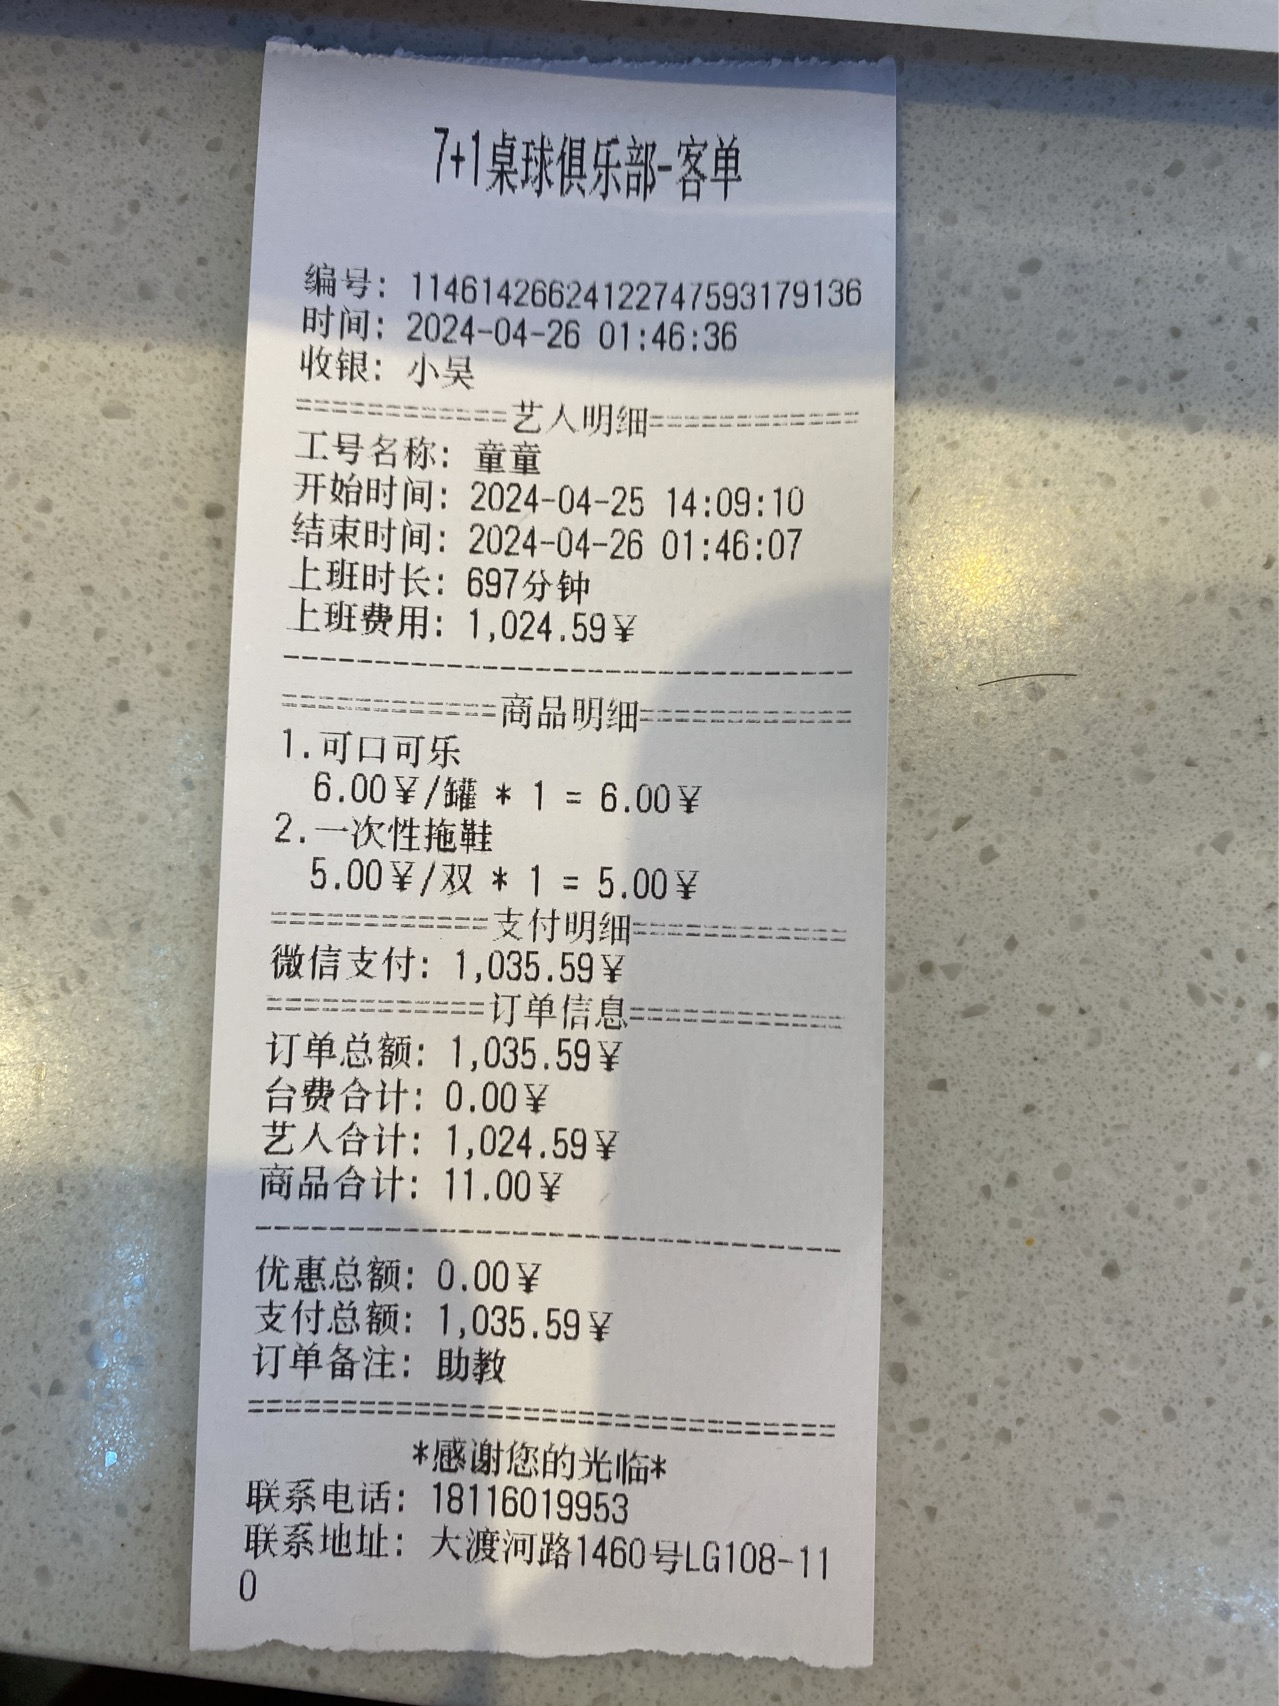 7+1桌球俱乐部-客单
编号: 11461426624122747593179136
时间: 2024-04-26 01:46:36
收银: 小吴
============艺人明细============
工号名称: 童童
开始时间: 2024-04-25 14:09:10
结束时间: 2024-04-26 01:46:07
上班时长: 697分钟
上班费用: 1,024.59¥
--------------------------------
============商品明细============
1.可口可乐
6.00¥/罐 * 1 = 6.00¥
2.一次性拖鞋
5.00¥/双 * 1 = 5.00¥
============支付明细============
微信支付: 1,035.59¥
============订单信息============
订单总额: 1,035.59¥
台费合计: 0.00¥
艺人合计: 1,024.59¥
商品合计: 11.00¥
--------------------------------
优惠总额: 0.00¥
支付总额: 1,035.59¥
订单备注: 助教
================================
*感谢您的光临*
联系电话: 18116019953
联系地址: 大渡河路1460号LG108-11
0